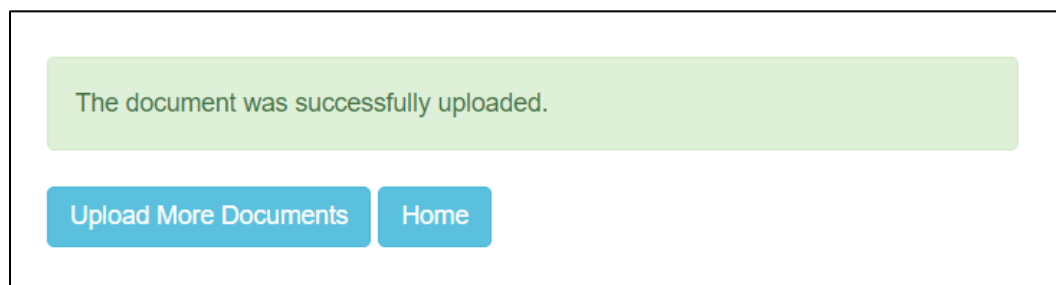 The document was successfully uploaded.
Upload More Documents Home